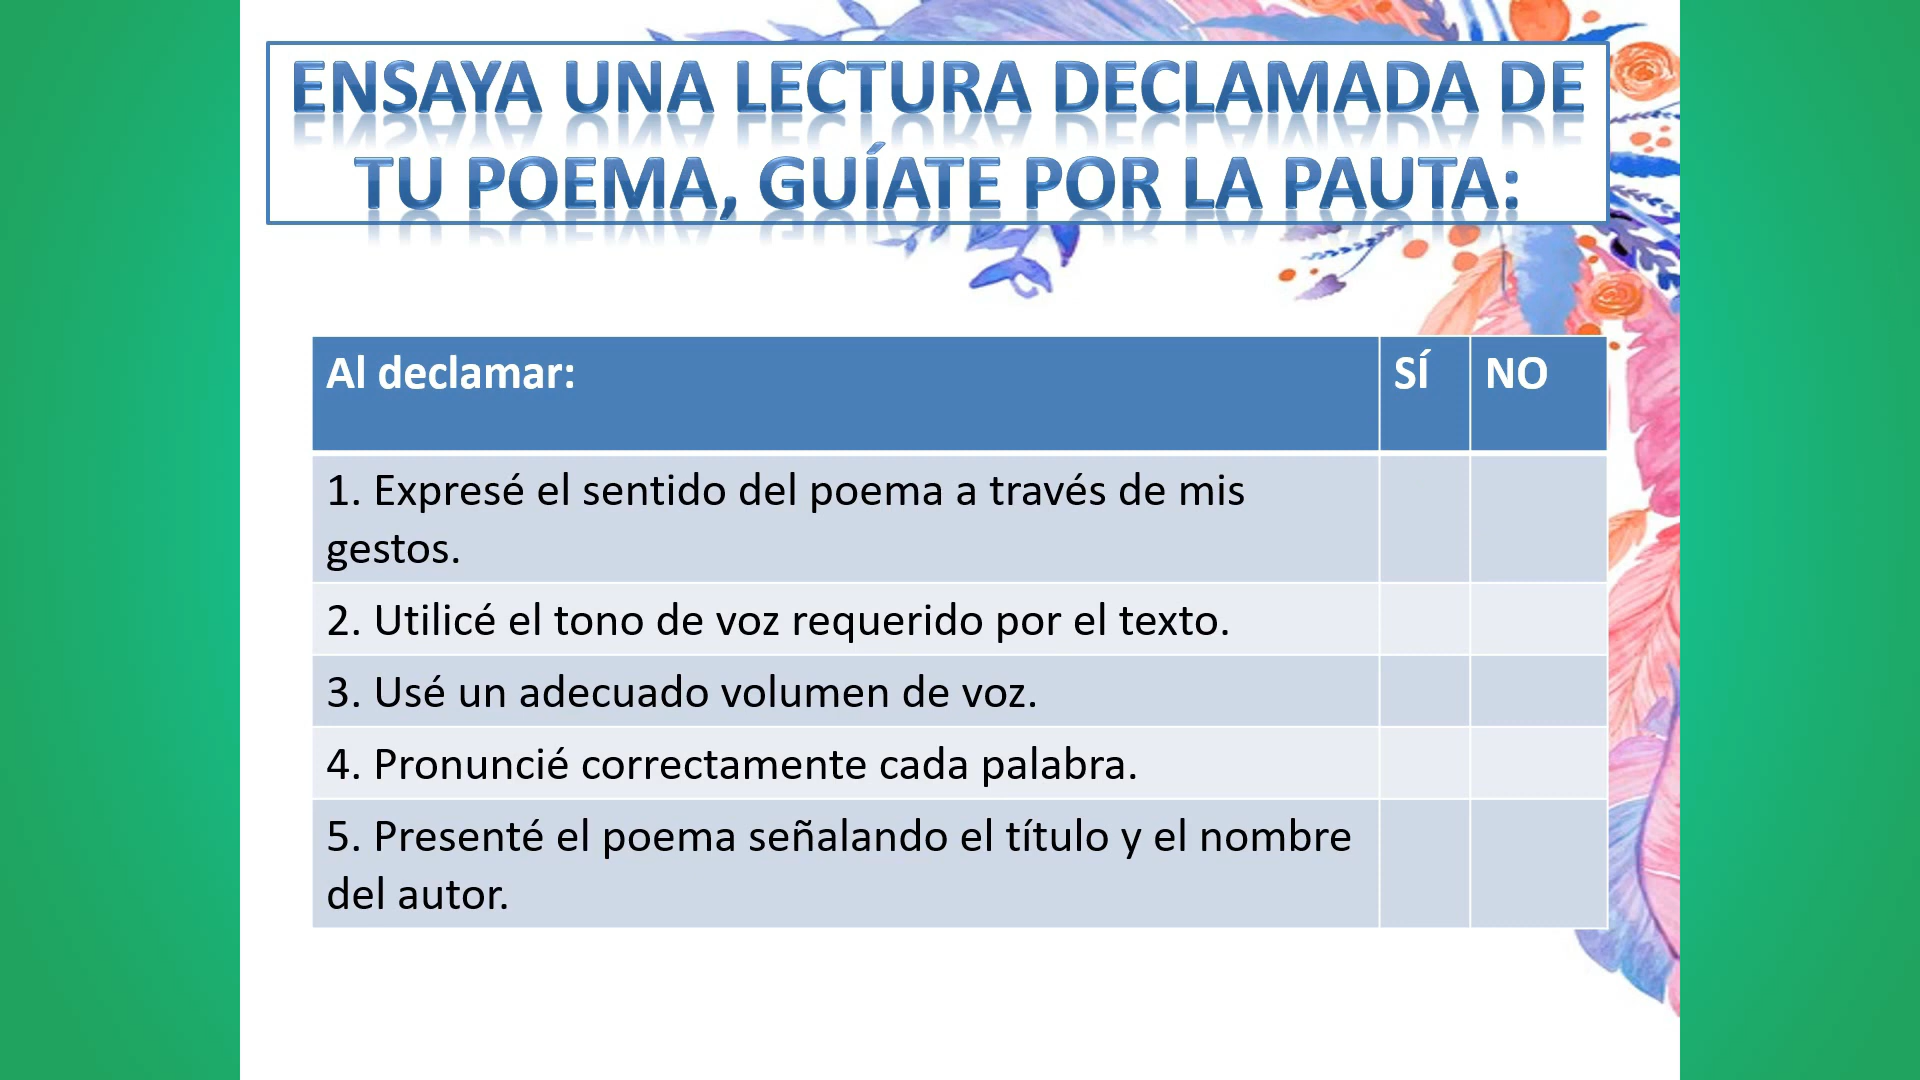 ENSAYA UNA LECTURA DECLAMADA DE
TU POEMA, GUÍATE POR LA PAUTA:
Al declamar: SÍ NO
1. Expresé el sentido del poema a través de mis
gestos.
2. Utilicé el tono de voz requerido por el texto.
3. Usé un adecuado volumen de voz.
4. Pronuncié correctamente cada palabra.
5. Presenté el poema señalando el título y el nombre
del autor.